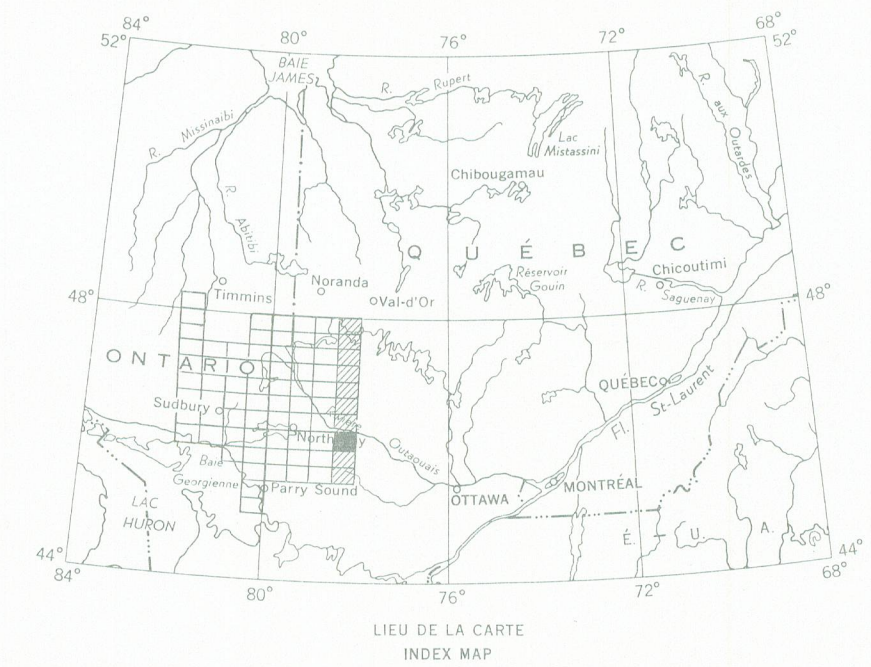 84°
80°
76°
72°
68°
52°
52°
BAIE
JAMES
R. Rupert
R. Missinaibi
R. aux Outardes
Lac
Mistassini
Chibougamau
R. Abitibi
QUÉBEC
Chicoutimi
Réservoir
Gouin
R. Saguenay
Noranda
Timmins
Val-d'Or
48°
48°
ONTARIO
QUÉBEC
Fl. St-Laurent
Sudbury
Outaouais
Baie
Georgienne
Parry Sound
OTTAWA
MONTRÉAL
LAC
HURON
É. U. A.
44°
44°
84°
80°
76°
72°
68°
LIEU DE LA CARTE
INDEX MAP